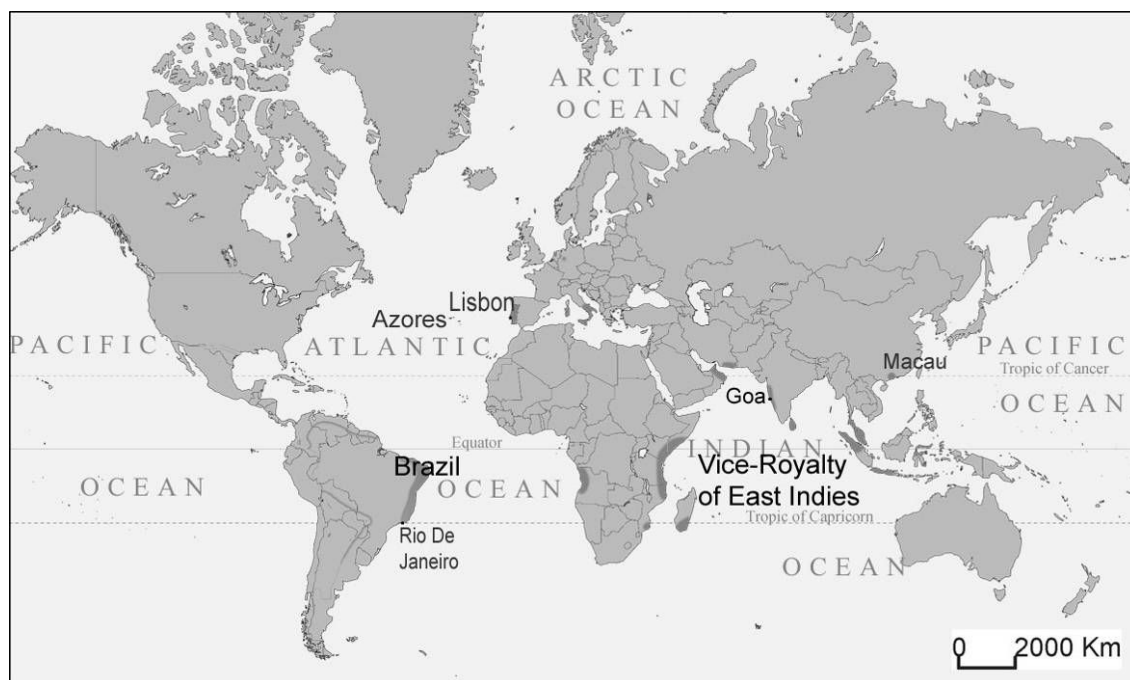 ARCTIC
OCEAN
Lisbon
Azores
PACIFIC
ATLANTIC
PACIFIC
Macau
Tropic of Cancer
Goa
OCEAN
Equator
INDIAN
Brazil
Vice-Royalty
of East Indies
OCEAN
OCEAN
Tropic of Capricorn
Rio De
Janeiro
OCEAN
0 2000 Km